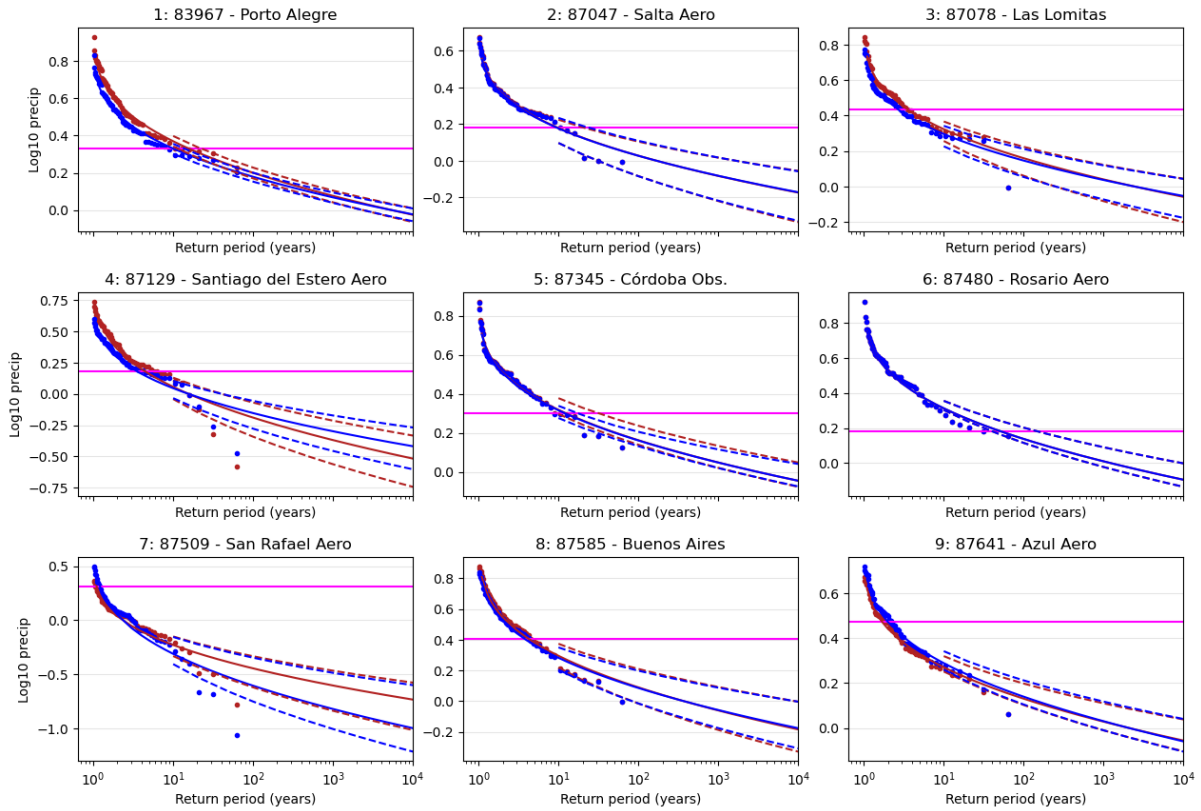 1: 83967 - Porto Alegre
2: 87047 - Salta Aero
3: 87078 - Las Lomitas
Log10 precip
0.8
0.6
0.4
0.2
0.0
0.6
0.4
0.2
0.0
−0.2
0.8
0.6
0.4
0.2
0.0
−0.2
Return period (years)
Return period (years)
Return period (years)
4: 87129 - Santiago del Estero Aero
5: 87345 - Córdoba Obs.
6: 87480 - Rosario Aero
Log10 precip
0.75
0.50
0.25
0.00
−0.25
−0.50
−0.75
0.8
0.6
0.4
0.2
0.0
0.8
0.6
0.4
0.2
0.0
Return period (years)
Return period (years)
Return period (years)
7: 87509 - San Rafael Aero
8: 87585 - Buenos Aires
9: 87641 - Azul Aero
Log10 precip
0.5
0.0
−0.5
−1.0
0.8
0.6
0.4
0.2
0.0
−0.2
0.6
0.4
0.2
0.0
10⁰ 10¹ 10² 10³ 10⁴
10⁰ 10¹ 10² 10³ 10⁴
10⁰ 10¹ 10² 10³ 10⁴
Return period (years)
Return period (years)
Return period (years)